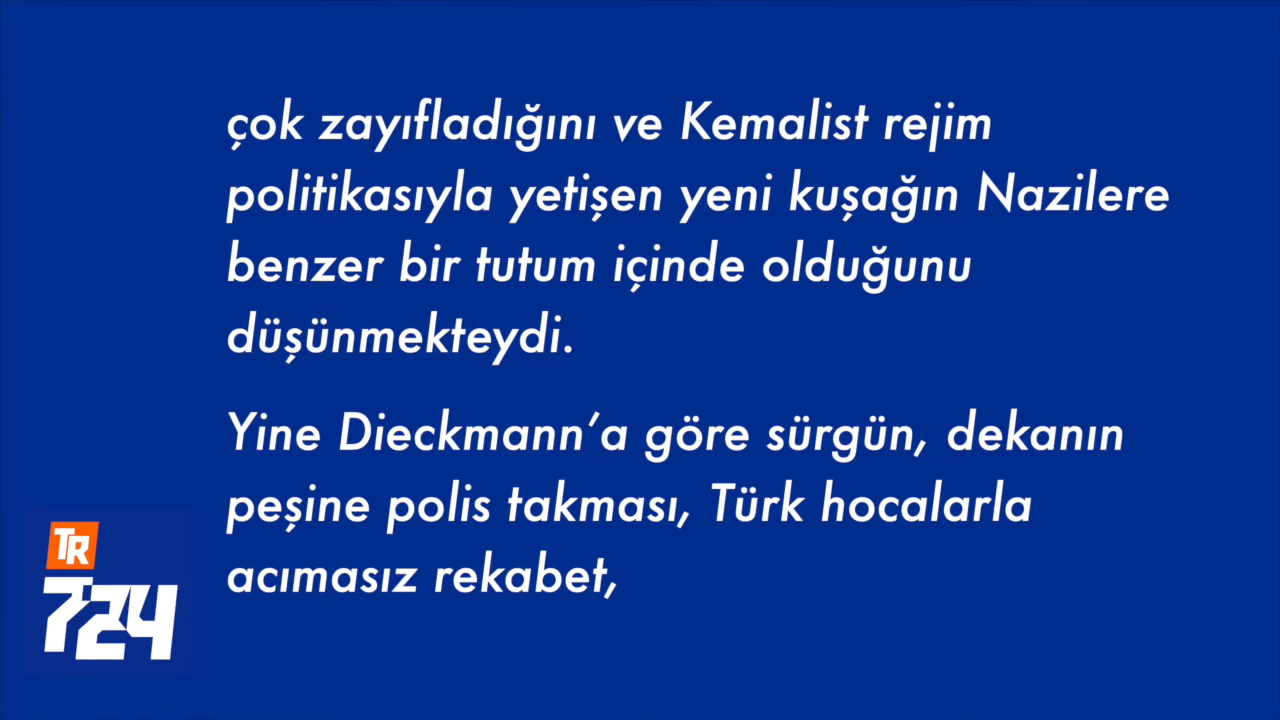 çok zayıfladığını ve Kemalist rejim
politikasıyla yetişen yeni kuşağın Nazilere
benzer bir tutum içinde olduğunu
düşünmekteydi.
Yine Dieckmann’a göre sürgün, dekanın
peşine polis takması, Türk hocalarla
acımasız rekabet,
TR
724